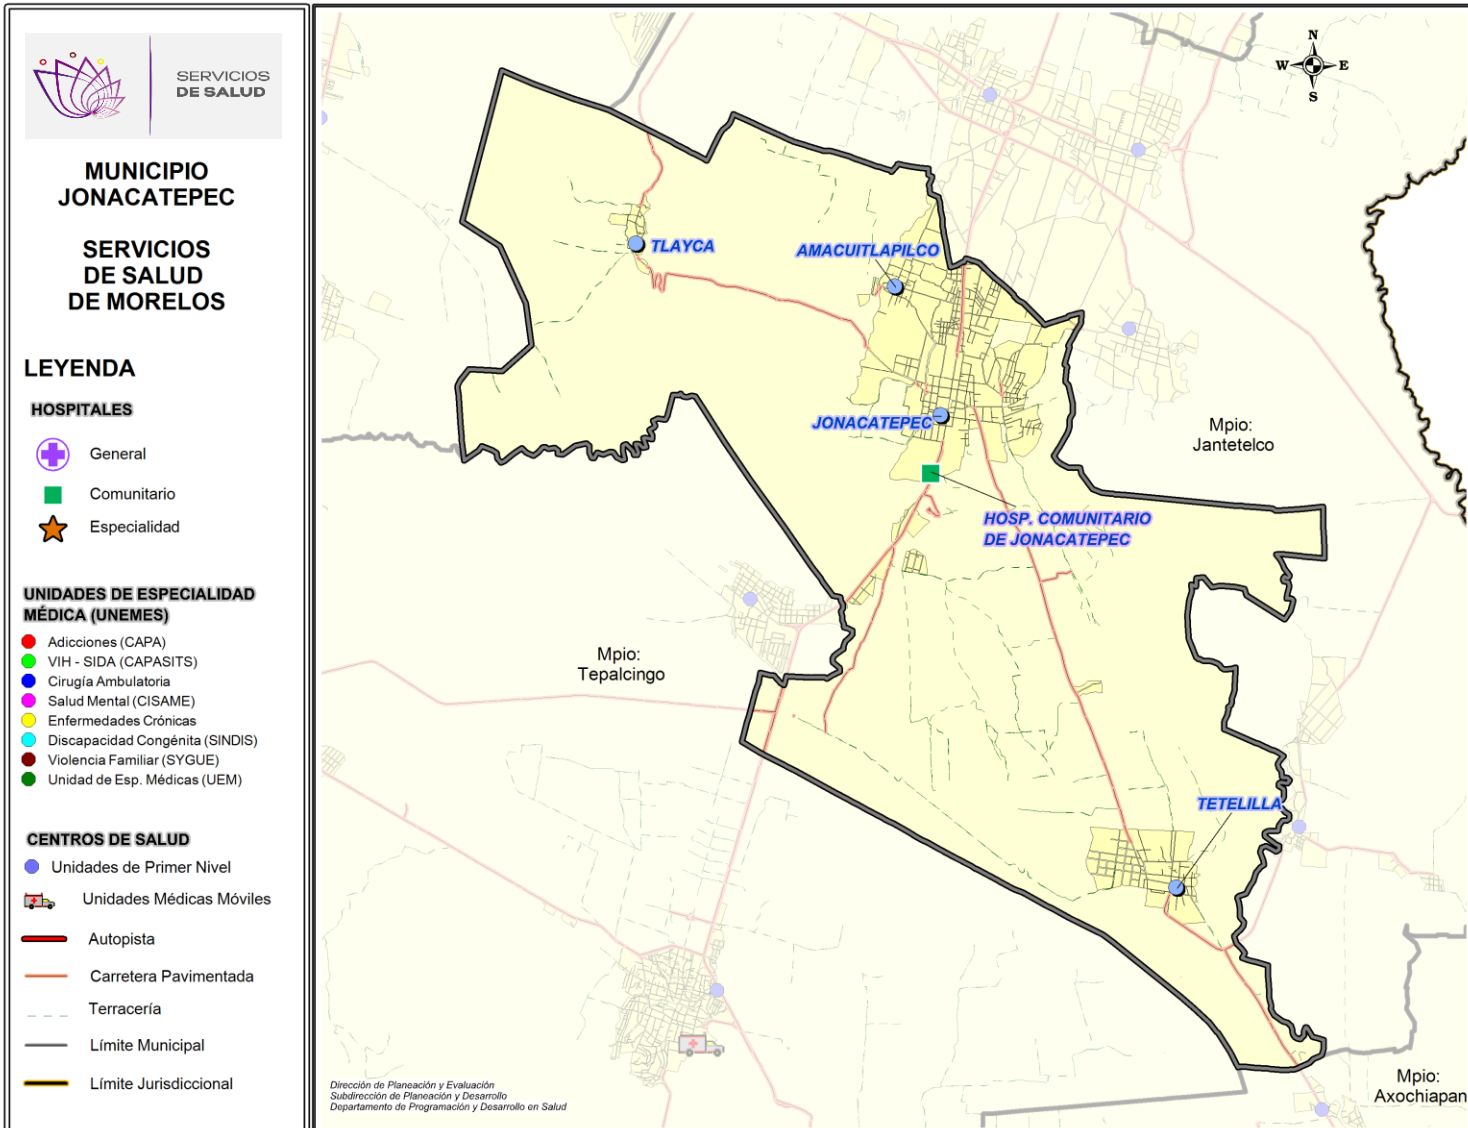 SERVICIOS
DE SALUD
MUNICIPIO
JONACATEPEC
SERVICIOS
DE SALUD
DE MORELOS
LEYENDA
HOSPITALES
General
Comunitario
Especialidad
UNIDADES DE ESPECIALIDAD
MÉDICA (UNEMES)
Adicciones (CAPA)
VIH - SIDA (CAPASITS)
Cirugía Ambulatoria
Salud Mental (CISAME)
Enfermedades Crónicas
Discapacidad Congénita (SINDIS)
Violencia Familiar (SYGUE)
Unidad de Esp. Médicas (UEM)
CENTROS DE SALUD
Unidades de Primer Nivel
Unidades Médicas Móviles
Autopista
Carretera Pavimentada
Terracería
Límite Municipal
Límite Jurisdiccional
N
W E
S
TLAYCA
AMACUITLAPILCO
JONACATEPEC
Mpio:
Jantetelco
HOSP. COMUNITARIO
DE JONACATEPEC
Mpio:
Tepalcingo
TETELILLA
Mpio:
Axochiapan
Dirección de Planeación y Evaluación
Subdirección de Planeación y Desarrollo
Departamento de Programación y Desarrollo en Salud